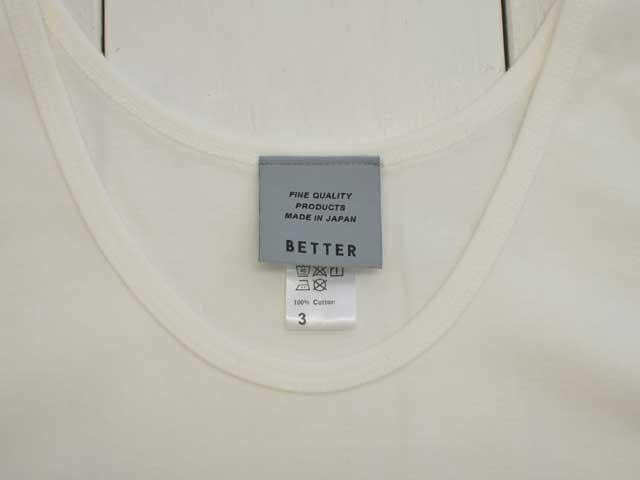 FINE QUALITY
PRODUCTS
MADE IN JAPAN
BETTER
100% Cotton
3